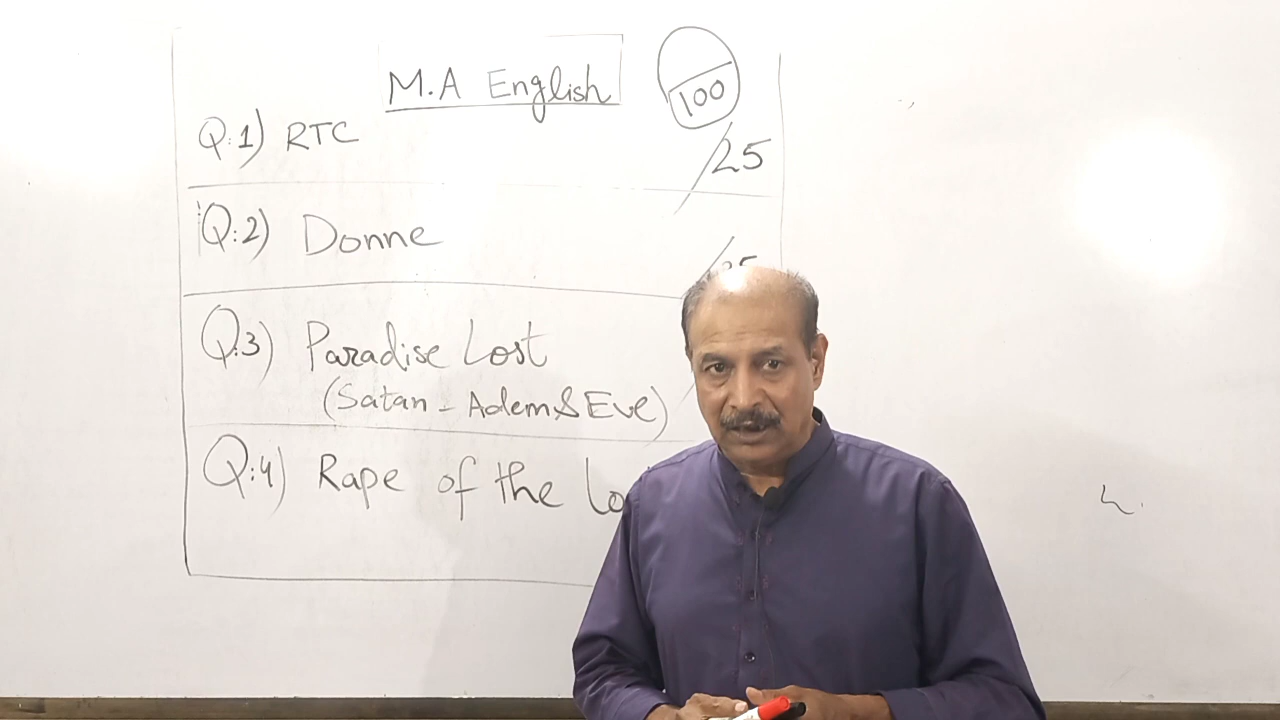 M.A English
100
Q:1) RTC /25
Q:2) Donne
Q.3) Paradise Lost
(Satan - Adem & Eve)
Q:4) Rape of the